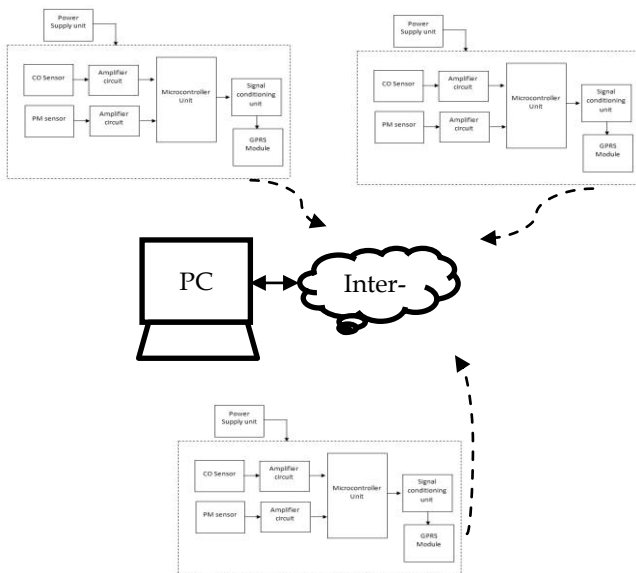 Power
Supply unit
CO Sensor
Amplifier
circuit
Microcontroller
Unit
Signal
conditioning
unit
PM sensor
Amplifier
circuit
GPRS
Module
Power
Supply unit
CO Sensor
Amplifier
circuit
Microcontroller
Unit
Signal
conditioning
unit
PM sensor
Amplifier
circuit
GPRS
Module
PC
Inter-
Power
Supply unit
CO Sensor
Amplifier
circuit
Microcontroller
Unit
Signal
conditioning
unit
PM sensor
Amplifier
circuit
GPRS
Module